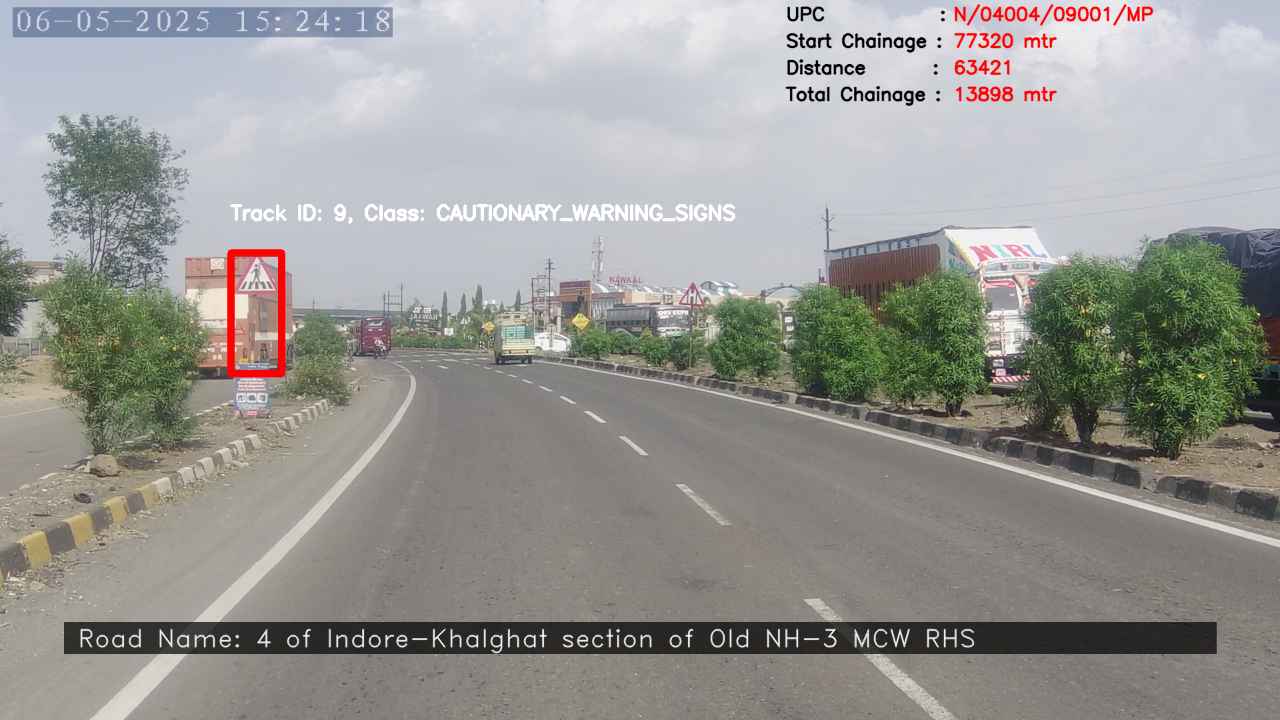 06-05-2025 15:24:18
UPC : N/04004/09001/MP
Start Chainage : 77320 mtr
Distance : 63421
Total Chainage : 13898 mtr
Track ID: 9, Class: CAUTIONARY_WARNING_SIGNS
NIRL
Road Name: 4 of Indore-Khalghat section of Old NH-3 MCW RHS